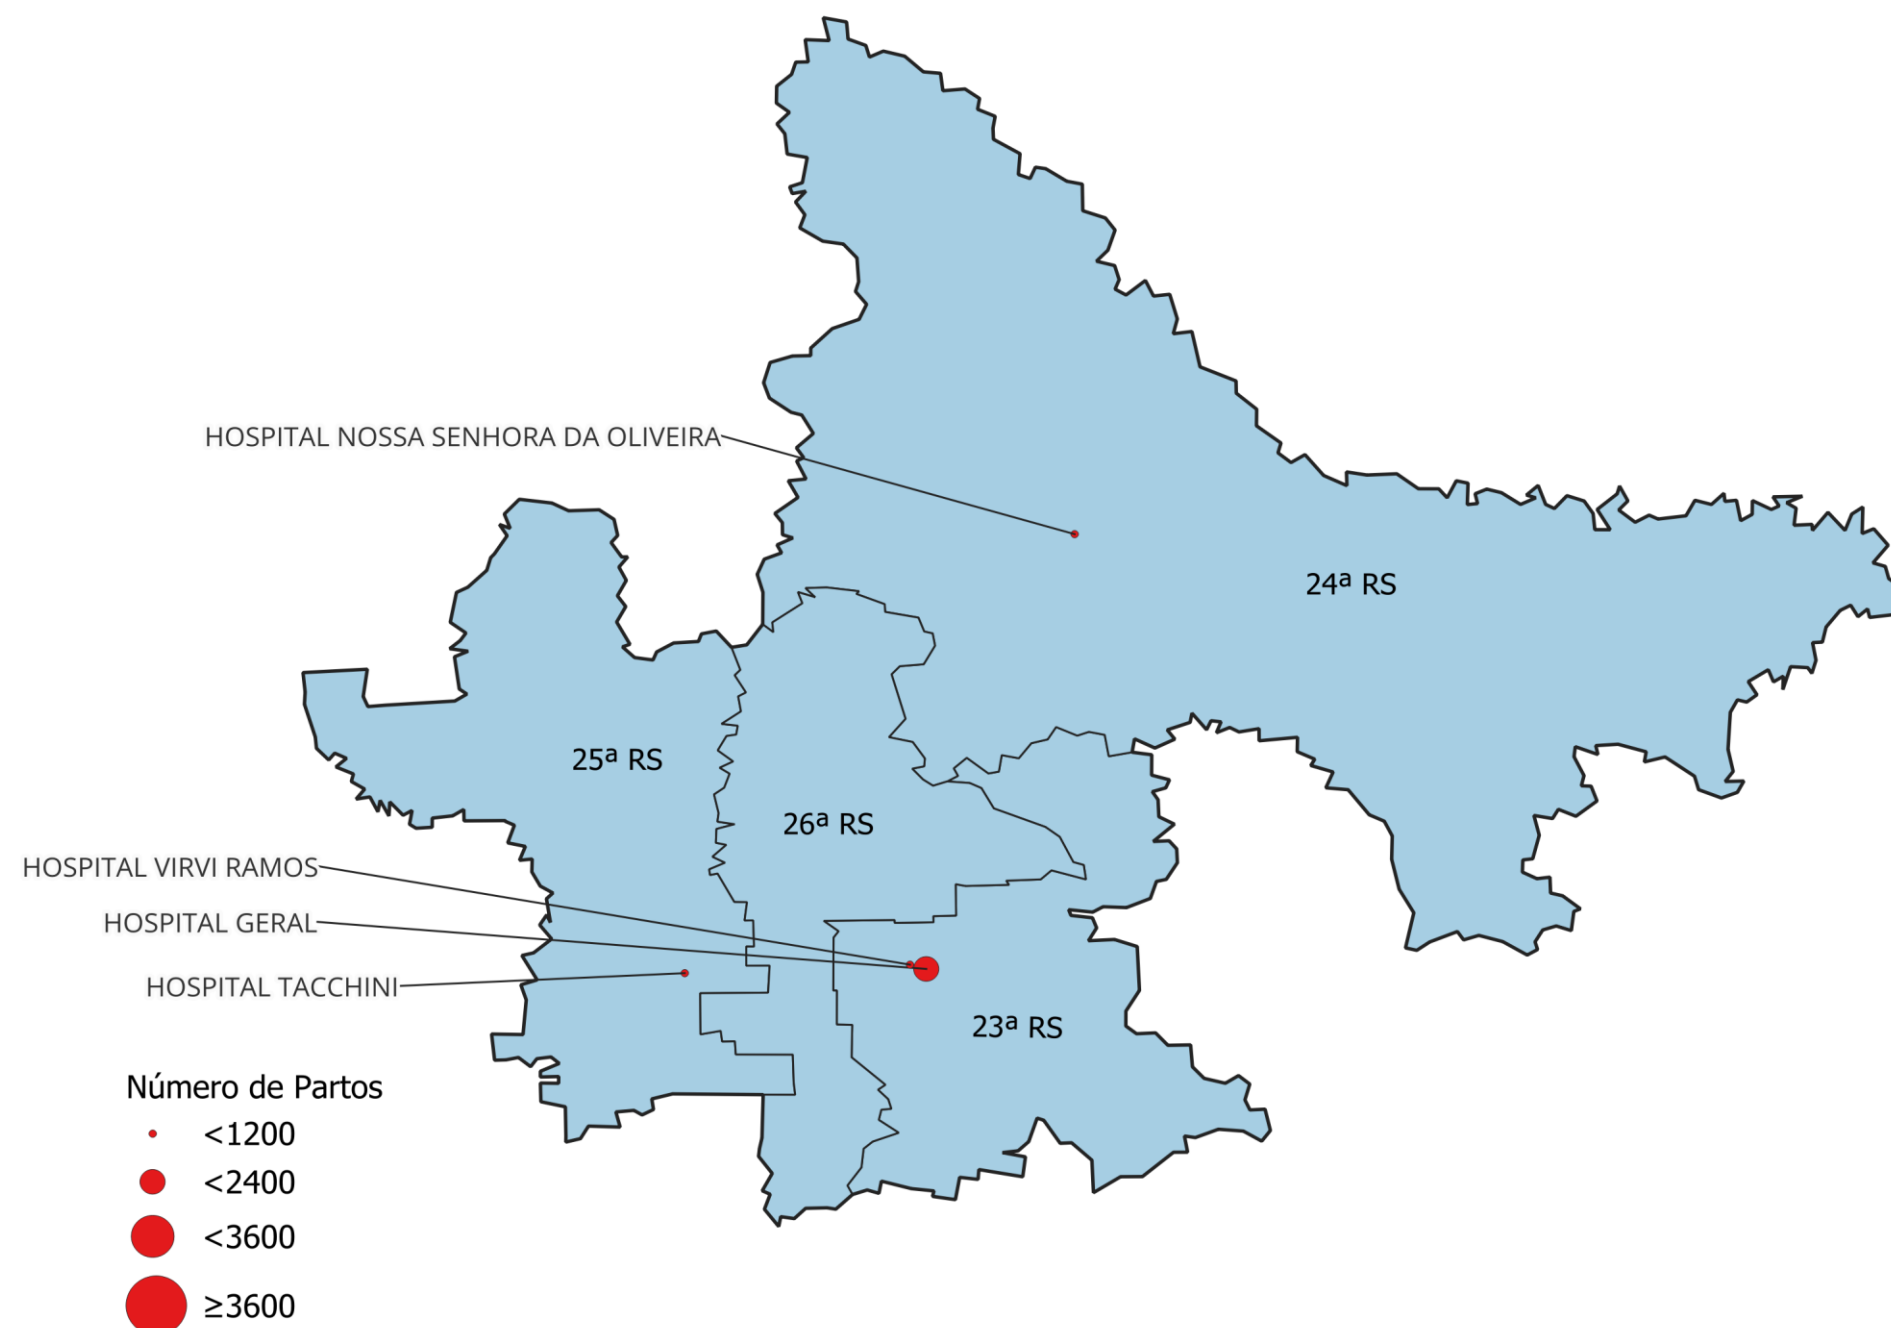 HOSPITAL NOSSA SENHORA DA OLIVEIRA
24ª RS
25ª RS
26ª RS
HOSPITAL VIRVI RAMOS
HOSPITAL GERAL
HOSPITAL TACCHINI
23ª RS
Número de Partos
<1200
<2400
<3600
≥3600